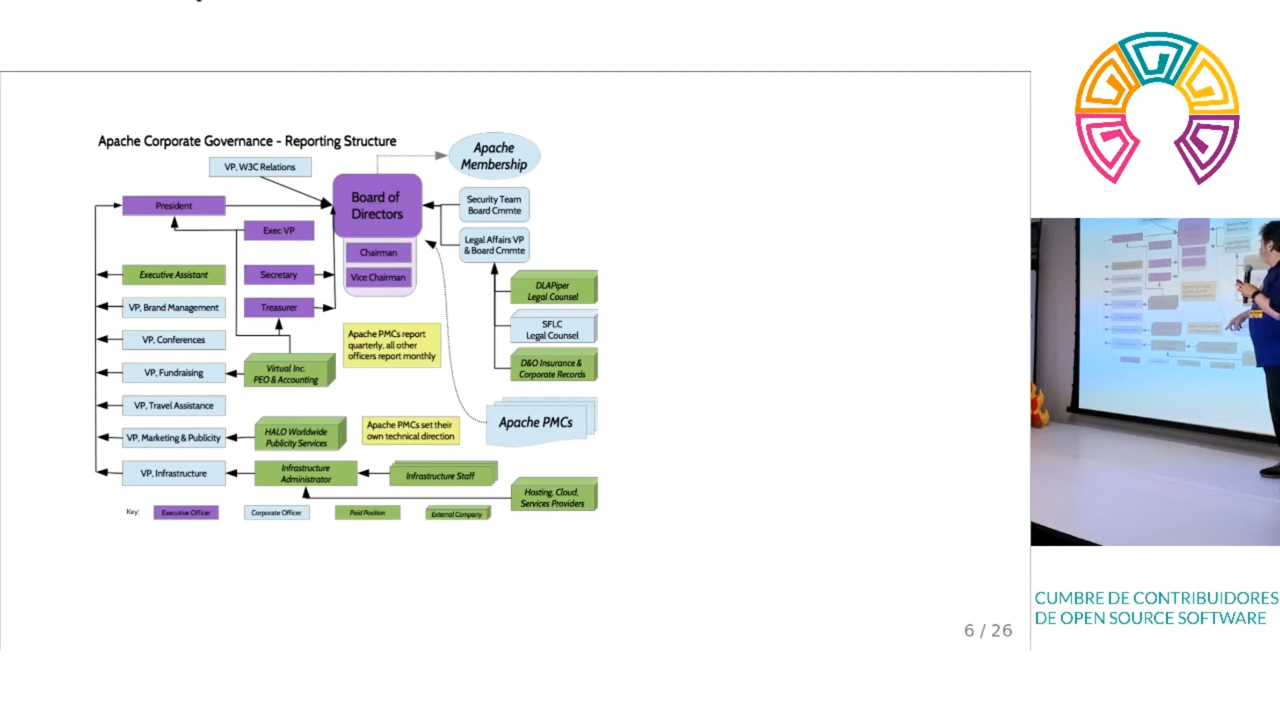 Apache Corporate Governance - Reporting Structure
Apache
Membership
VP, W3C Relations
Board of
Directors
President
Security Team
Board Cmmte
Exec VP
Legal Affairs VP
& Board Cmmte
Chairman
Executive Assistant
Secretary
Vice Chairman
DLAPiper
Legal Counsel
VP, Brand Management
Treasurer
SFLC
Legal Counsel
VP, Conferences
Apache PMCs report
quarterly, all other
officers report monthly
D&O Insurance &
Corporate Records
VP, Fundraising
Virtual Inc.
PEO & Accounting
VP, Travel Assistance
Apache PMCs
VP, Marketing & Publicity
HALO Worldwide
Publicity Services
Apache PMCs set their
own technical direction
VP, Infrastructure
Infrastructure
Administrator
Infrastructure Staff
Hosting, Cloud,
Services Providers
Key:
Executive Officer
Corporate Officer
Paid Position
External Company
6 / 26
CUMBRE DE CONTRIBUIDORES
DE OPEN SOURCE SOFTWARE